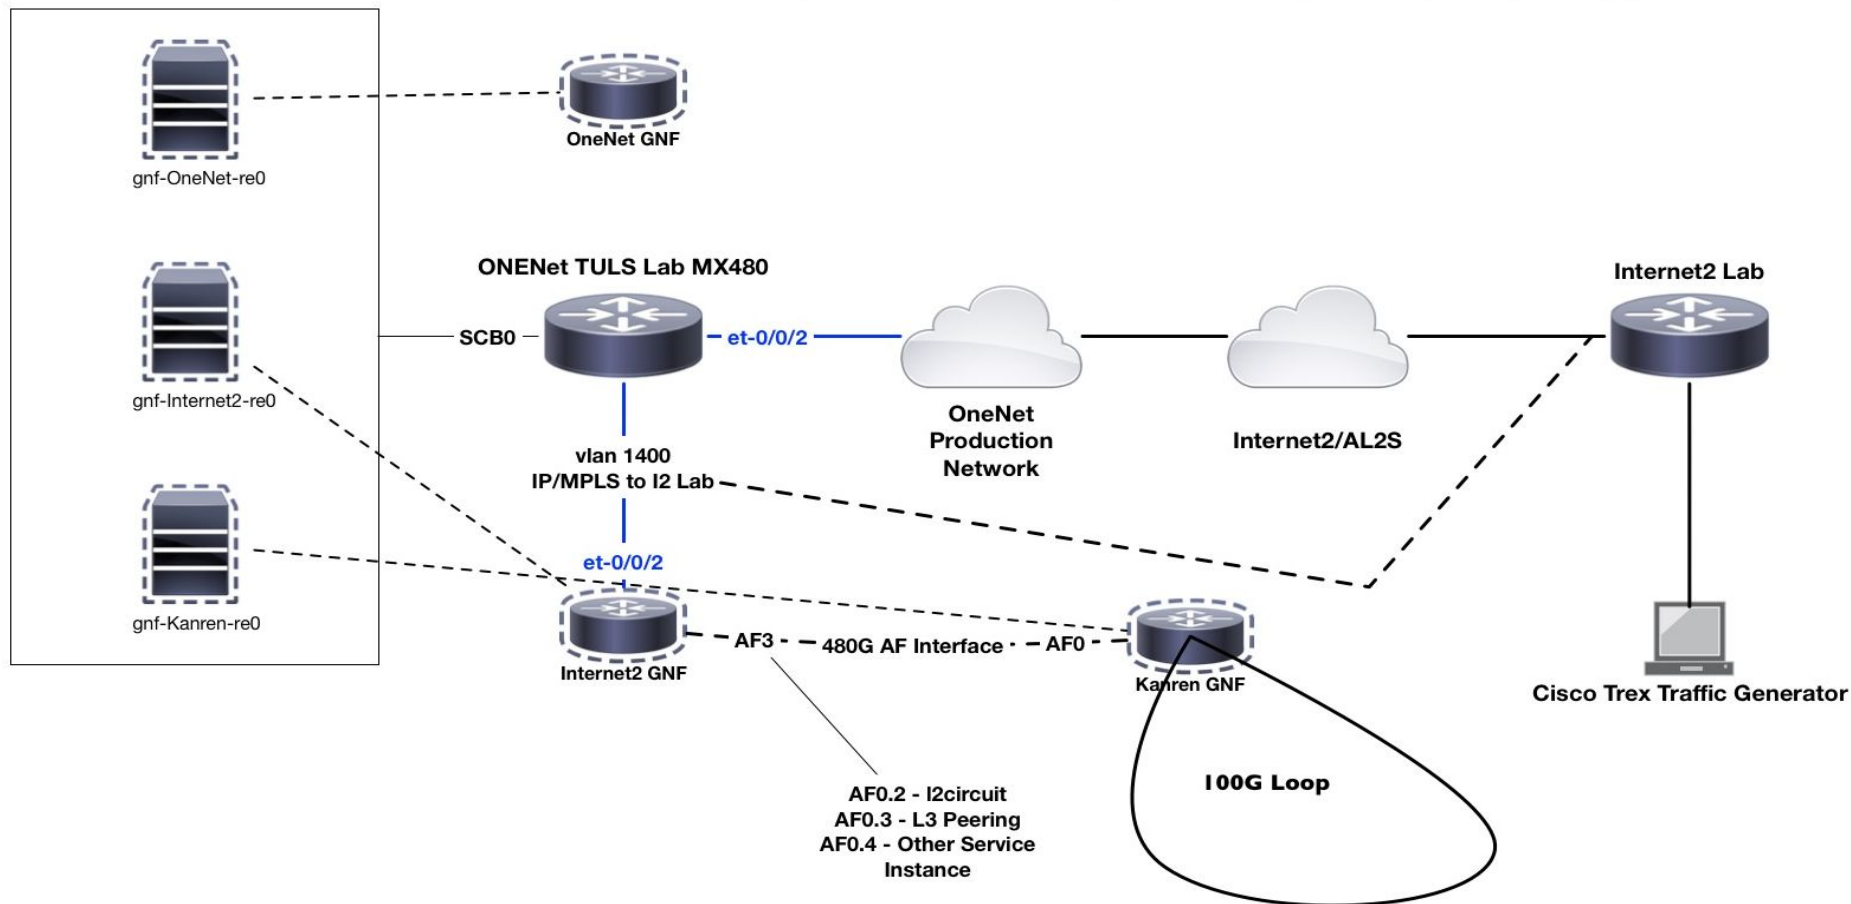 OneNet GNF
gnf-OneNet-re0
ONENet TULS Lab MX480
Internet2 Lab
SCB0
et-0/0/2
gnf-Internet2-re0
OneNet
Production
Network
Internet2/AL2S
vlan 1400
IP/MPLS to I2 Lab
et-0/0/2
gnf-Kanren-re0
AF3
480G AF Interface
AF0
Internet2 GNF
Kanren GNF
Cisco Trex Traffic Generator
100G Loop
AF0.2 - l2circuit
AF0.3 - L3 Peering
AF0.4 - Other Service
Instance